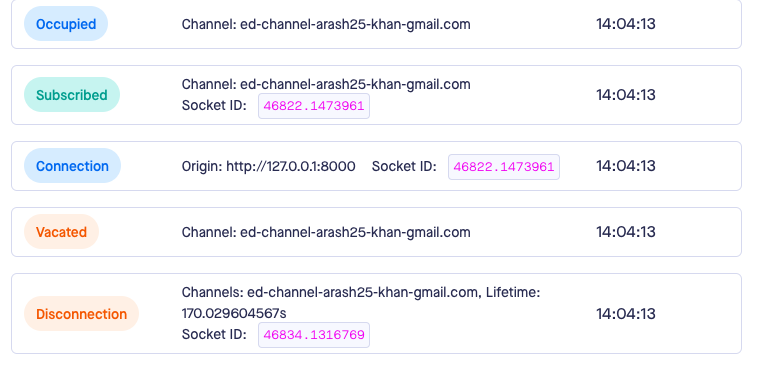 Occupied Channel: ed-channel-arash25-khan-gmail.com 14:04:13
Channel: ed-channel-arash25-khan-gmail.com
Subscribed 14:04:13
Socket ID: 46822.1473961
Connection Origin: http://127.0.0.1:8000 Socket ID: 46822.1473961 14:04:13
Vacated Channel: ed-channel-arash25-khan-gmail.com 14:04:13
Channels: ed-channel-arash25-khan-gmail.com, Lifetime:
Disconnection 170.029604567s 14:04:13
Socket ID: 46834.1316769